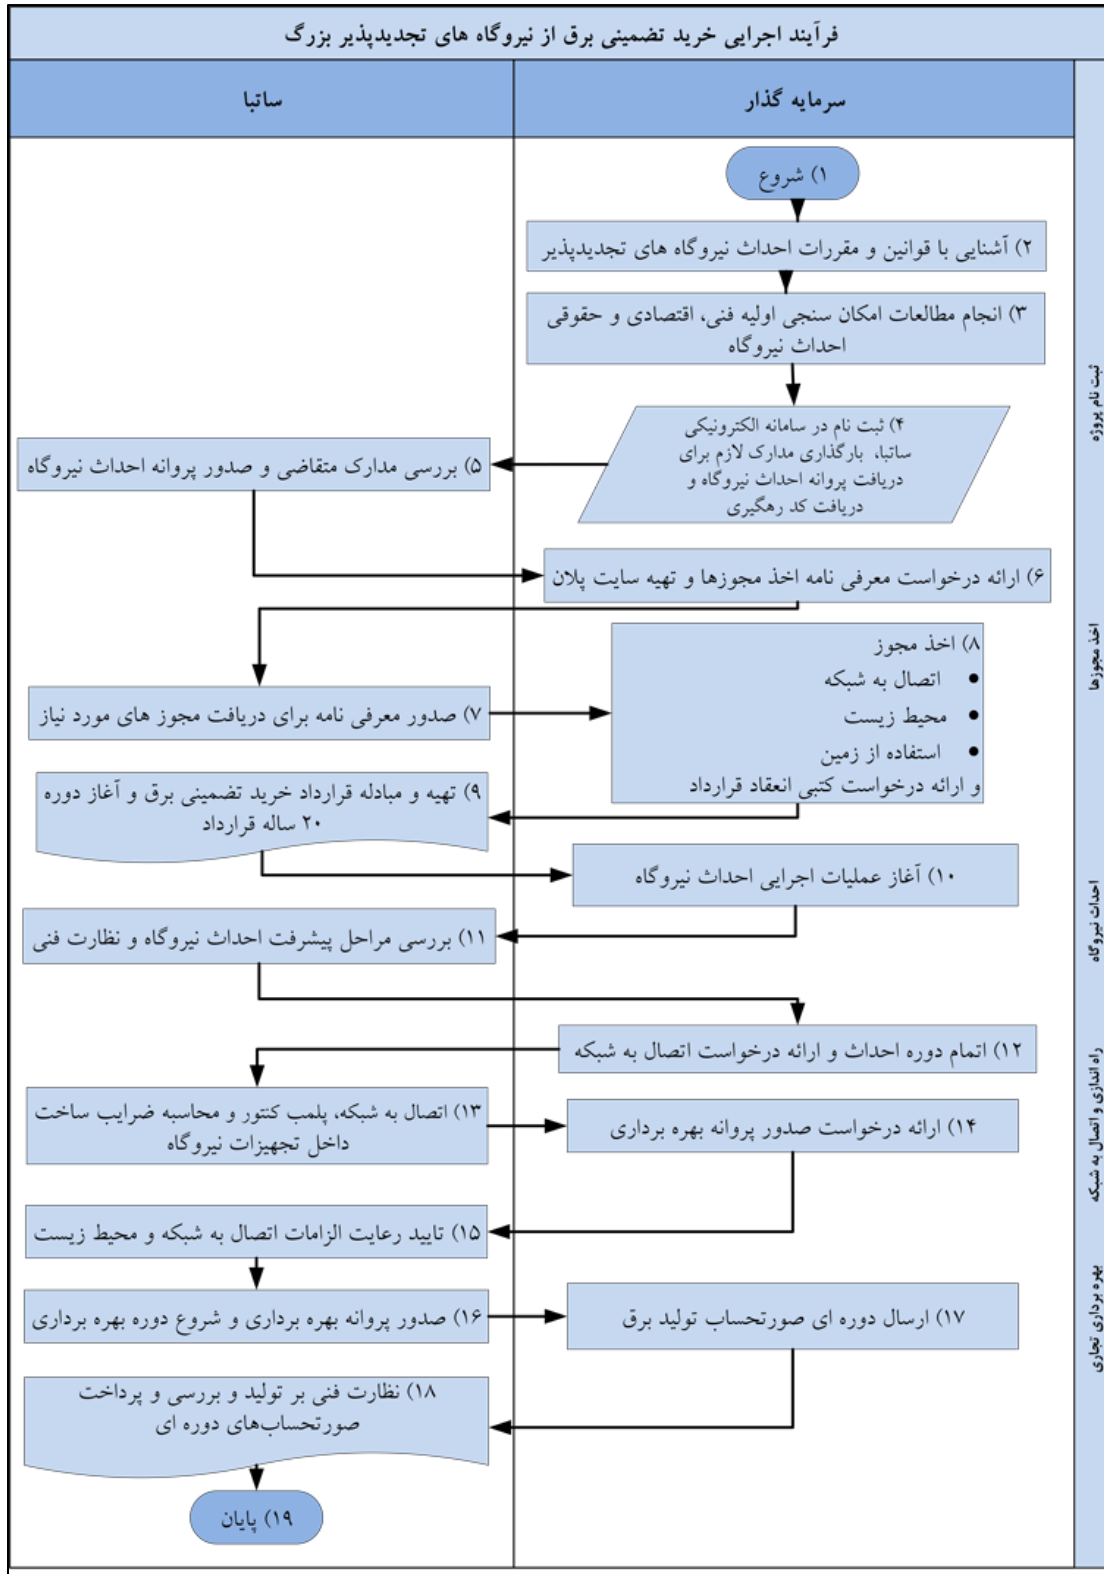 فرآیند اجرایی خرید تضمینی برق از نیروگاه های تجدیدپذیر بزرگ
سرمایه گذار
ساتبا
۱) شروع
۲) آشنایی با قوانین و مقررات احداث نیروگاه های تجدیدپذیر
۳) انجام مطالعات امکان سنجی اولیه فنی، اقتصادی و حقوقی
احداث نیروگاه
ثبت نام پروژه
۴) ثبت نام در سامانه الکترونیکی
ساتبا، بارگذاری مدارک لازم برای
دریافت پروانه احداث نیروگاه و
دریافت کد رهگیری
۵) بررسی مدارک متقاضی و صدور پروانه احداث نیروگاه
۶) ارائه درخواست معرفی نامه اخذ مجوزها و تهیه سایت پلان
اخذ مجوزها
۷) صدور معرفی نامه برای دریافت مجوز های مورد نیاز
۸) اخذ مجوز
• اتصال به شبکه
• محیط زیست
• استفاده از زمین
و ارائه درخواست کتبی انعقاد قرارداد
۹) تهیه و مبادله قرارداد خرید تضمینی برق و آغاز دوره
۲۰ ساله قرارداد
۱۰) آغاز عملیات اجرایی احداث نیروگاه
احداث نیروگاه
۱۱) بررسی مراحل پیشرفت احداث نیروگاه و نظارت فنی
۱۲) اتمام دوره احداث و ارائه درخواست اتصال به شبکه
راه اندازی و اتصال به شبکه
۱۳) اتصال به شبکه، پلمب کنتور و محاسبه ضرایب ساخت
داخل تجهیزات نیروگاه
۱۴) ارائه درخواست صدور پروانه بهره برداری
۱۵) تایید رعایت الزامات اتصال به شبکه و محیط زیست
۱۶) صدور پروانه بهره برداری و شروع دوره بهره برداری
بهره برداری تجاری
۱۷) ارسال دوره ای صورتحساب تولید برق
۱۸) نظارت فنی بر تولید و بررسی و پرداخت
صورتحساب‌های دوره ای
۱۹) پایان